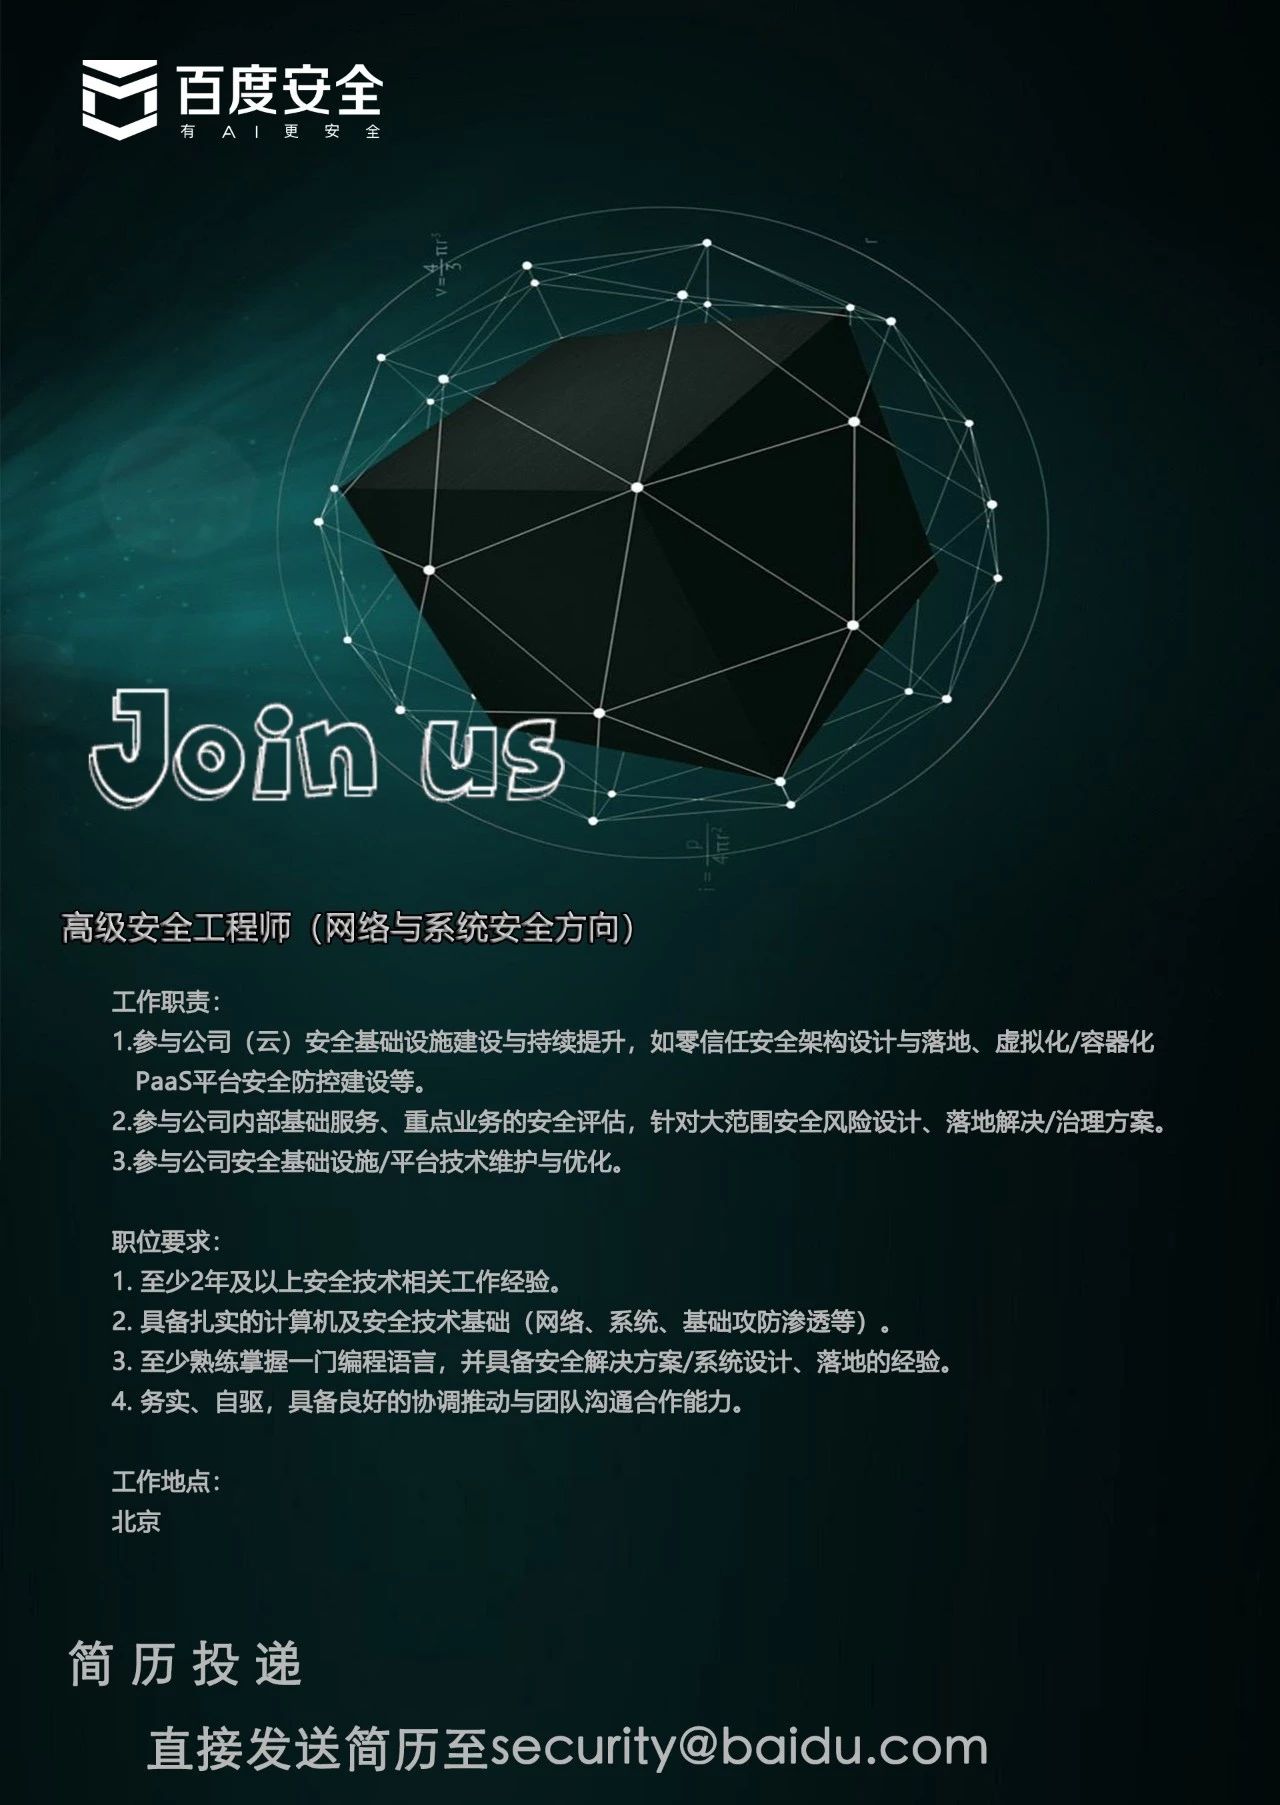 百度安全
有AI更安全
v=4/3 πr³
r
Join us
i= p/4πr²
高级安全工程师（网络与系统安全方向）
工作职责：
1.参与公司（云）安全基础设施建设与持续提升，如零信任安全架构设计与落地、虚拟化/容器化
PaaS平台安全防控建设等。
2.参与公司内部基础服务、重点业务的安全评估，针对大范围安全风险设计、落地解决/治理方案。
3.参与公司安全基础设施/平台技术维护与优化。
职位要求：
1. 至少2年及以上安全技术相关工作经验。
2. 具备扎实的计算机及安全技术基础（网络、系统、基础攻防渗透等）。
3. 至少熟练掌握一门编程语言，并具备安全解决方案/系统设计、落地的经验。
4. 务实、自驱，具备良好的协调推动与团队沟通合作能力。
工作地点：
北京
简历投递
直接发送简历至security@baidu.com